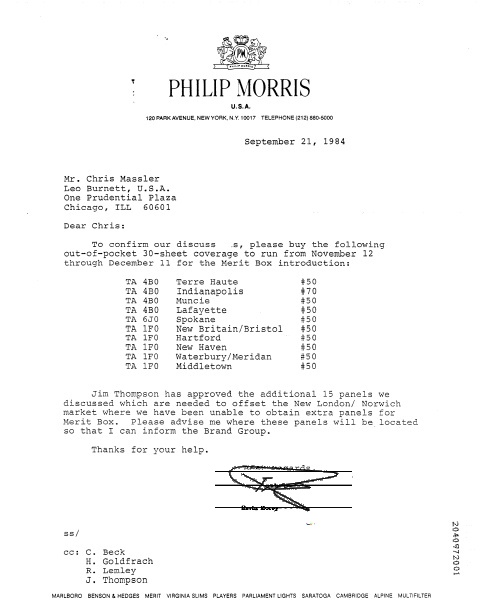 PM
PHILIP MORRIS
U.S.A.
120 PARK AVENUE, NEW YORK, N.Y. 10017 TELEPHONE (212) 880-5000
September 21, 1984
Mr. Chris Massler
Leo Burnett, U.S.A.
One Prudential Plaza
Chicago, ILL 60601
Dear Chris:
To confirm our discuss s, please buy the following
out-of-pocket 30-sheet coverage to run from November 12
through December 11 for the Merit Box introduction:
TA 4B0 Terre Haute #50
TA 4B0 Indianapolis #70
TA 4B0 Muncie #50
TA 4B0 Lafayette #50
TA 6J0 Spokane #50
TA 1F0 New Britain/Bristol #50
TA 1F0 Hartford #50
TA 1F0 New Haven #50
TA 1F0 Waterbury/Meridan #50
TA 1F0 Middletown #50
Jim Thompson has approved the additional 15 panels we
discussed which are needed to offset the New London/ Norwich
market where we have been unable to obtain extra panels for
Merit Box. Please advise me where these panels will be located
so that I can inform the Brand Group.
Thanks for your help.
ss/
cc: C. Beck
H. Goldfrach
R. Lemley
J. Thompson
2040972001
MARLBORO BENSON & HEDGES MERIT VIRGINIA SLIMS PLAYERS PARLIAMENT LIGHTS SARATOGA CAMBRIDGE ALPINE MULTIFILTER